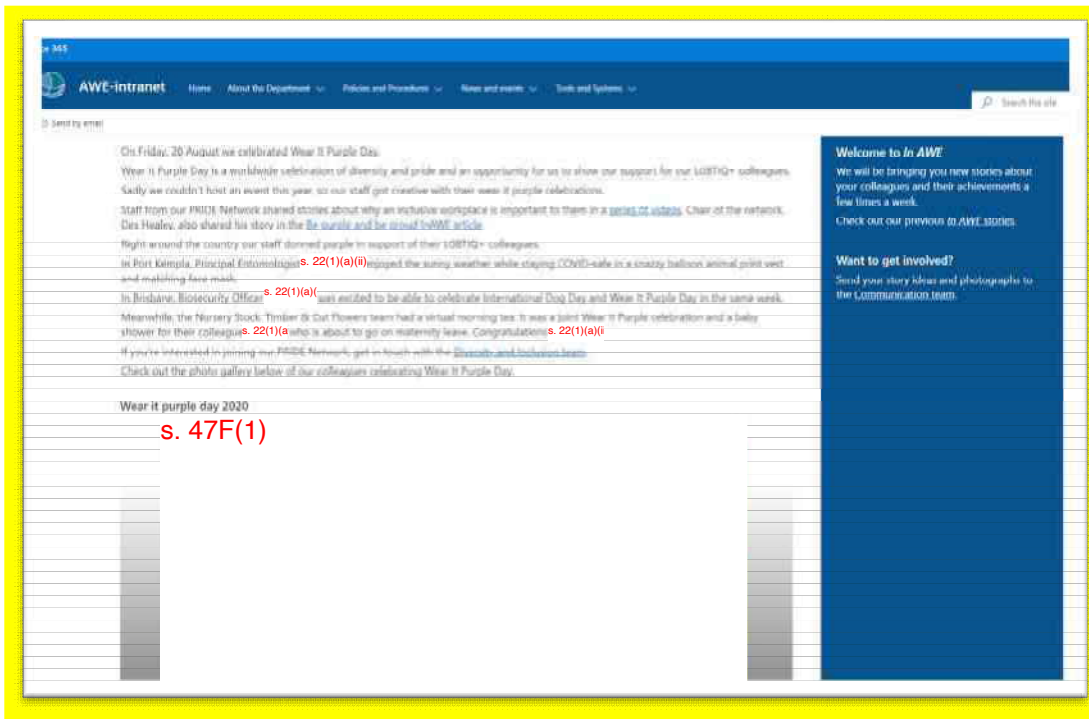 ce 365
AWE-intranet Home About the Department Policies and Procedures News and events Tools and Systems
Search this site
Send by email
On Friday, 20 August we celebrated Wear It Purple Day.
Wear It Purple Day is a worldwide celebration of diversity and pride and an opportunity for us to show our support for our LGBTIQ+ colleagues.
Sadly we couldn't host an event this year, so our staff got creative with their wear it purple celebrations.
Staff from our PRIDE Network shared stories about why an inclusive workplace is important to them in a series of videos. Chair of the network,
Des Healey, also shared his story in the Be purple and be proud InAWE article.
Right around the country our staff donned purple in support of their LGBTIQ+ colleagues.
In Port Kembla, Principal Entomologist s. 22(1)(a)(ii) enjoyed the sunny weather while staying COVID-safe in a snazzy balloon animal print vest
and matching face mask.
In Brisbane, Biosecurity Officer s. 22(1)(a)( was excited to be able to celebrate International Dog Day and Wear It Purple Day in the same week.
Meanwhile, the Nursery Stock, Timber & Cut Flowers team had a virtual morning tea. It was a joint Wear It Purple celebration and a baby
shower for their colleague s. 22(1)(a who is about to go on maternity leave. Congratulations s. 22(1)(a)(ii
If you're interested in joining our PRIDE Network, get in touch with the Diversity and Inclusion team.
Check out the photo gallery below of our colleagues celebrating Wear It Purple Day.
Wear it purple day 2020
s. 47F(1)
Welcome to In AWE
We will be bringing you new stories about
your colleagues and their achievements a
few times a week.
Check out our previous In AWE stories.
Want to get involved?
Send your story ideas and photographs to
the Communication team.